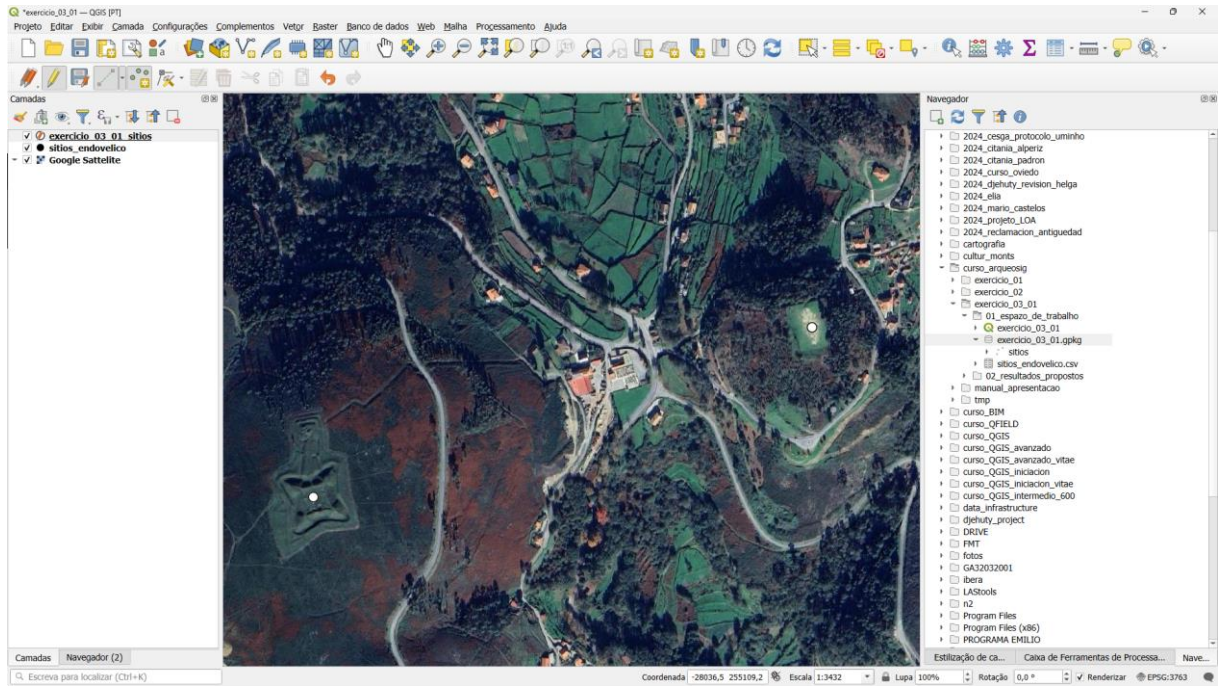 *exercicio_03_01 — QGIS [PT]
Projeto Editar Exibir Camada Configurações Complementos Vetor Raster Banco de dados Web Malha Processamento Ajuda
Camadas
exercicio_03_01_sitios
sitios_endovelico
Google Sattelite
Camadas Navegador (2)
Navegador
2024_cesga_protocolo_uminho
2024_citania_alperiz
2024_citania_padron
2024_curso_oviedo
2024_djehuty_revision_helga
2024_elia
2024_mario_castelos
2024_projeto_LOA
2024_reclamacion_antiguedad
cartografia
cultur_monts
curso_arqueosig
exercicio_01
exercicio_02
exercicio_03_01
01_espazo_de_trabalho
exercicio_03_01
exercicio_03_01.gpkg
sitios
sitios_endovelico.csv
02_resultados_propostos
manual_apresentacao
tmp
curso_BIM
curso_QFIELD
curso_QGIS
curso_QGIS_avanzado
curso_QGIS_avanzado_vitae
curso_QGIS_iniciacion
curso_QGIS_iniciacion_vitae
curso_QGIS_intermedio_600
data_infrastructure
djehuty_project
DRIVE
FMT
fotos
GA32032001
ibera
LAStools
n2
Program Files
Program Files (x86)
PROGRAMA EMILIO
Estilização de ca... Caixa de Ferramentas de Processa... Nave...
Escreva para localizar (Ctrl+K) Coordenada -28036,5 255109,2 Escala 1:3432 Lupa 100% Rotação 0,0 ° Renderizar EPSG:3763